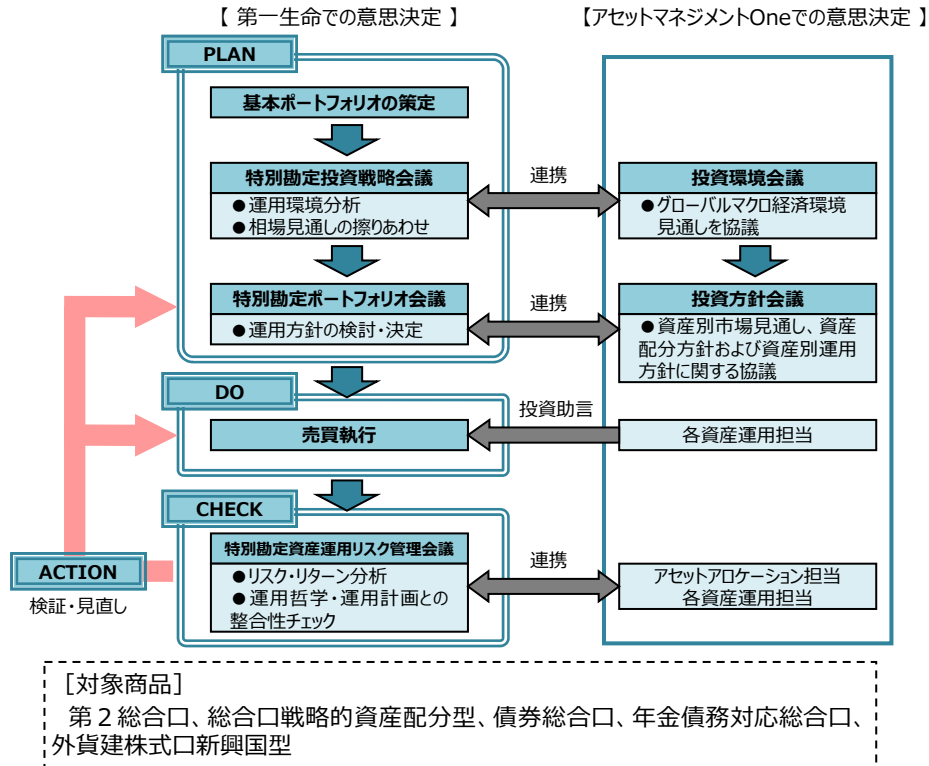 【 第一生命での意思決定 】
【アセットマネジメントOneでの意思決定 】
PLAN
基本ポートフォリオの策定
特別勘定投資戦略会議
●運用環境分析
●相場見通しの擦りあわせ
連携
投資環境会議
●グローバルマクロ経済環境
見通しを協議
特別勘定ポートフォリオ会議
●運用方針の検討・決定
連携
投資方針会議
●資産別市場見通し、資産
配分方針および資産別運用
方針に関する協議
DO
売買執行
投資助言
各資産運用担当
CHECK
特別勘定資産運用リスク管理会議
●リスク・リターン分析
●運用哲学・運用計画との
整合性チェック
連携
アセットアロケーション担当
各資産運用担当
ACTION
検証・見直し
[対象商品]
第２総合口、総合口戦略的資産配分型、債券総合口、年金債務対応総合口、
外貨建株式口新興国型